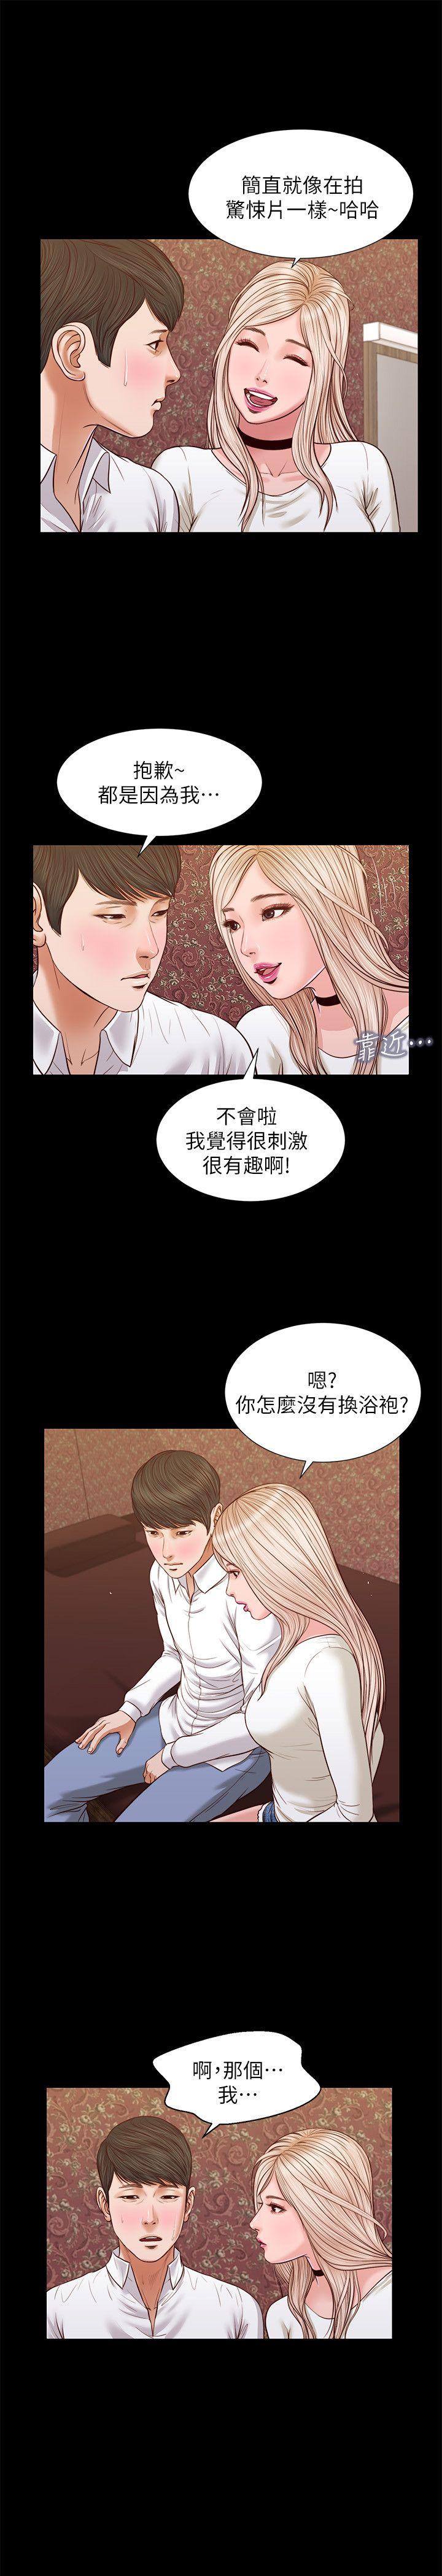 簡直就像在拍
驚悚片一樣~哈哈
抱歉~
都是因為我⋯
靠近⋯
不會啦
我覺得很刺激
很有趣啊!
嗯?
你怎麼沒有換浴袍?
啊，那個⋯
我⋯